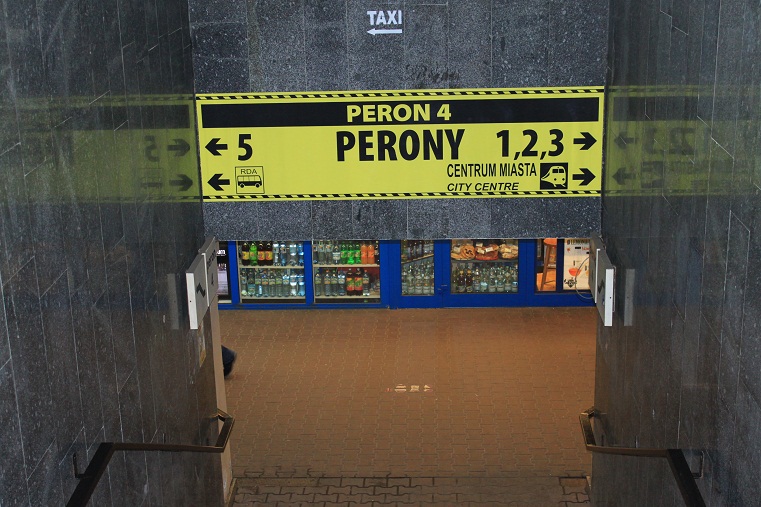 TAXI
PERON 4
5 PERONY 1,2,3
RDA CENTRUM MIASTA
CITY CENTRE